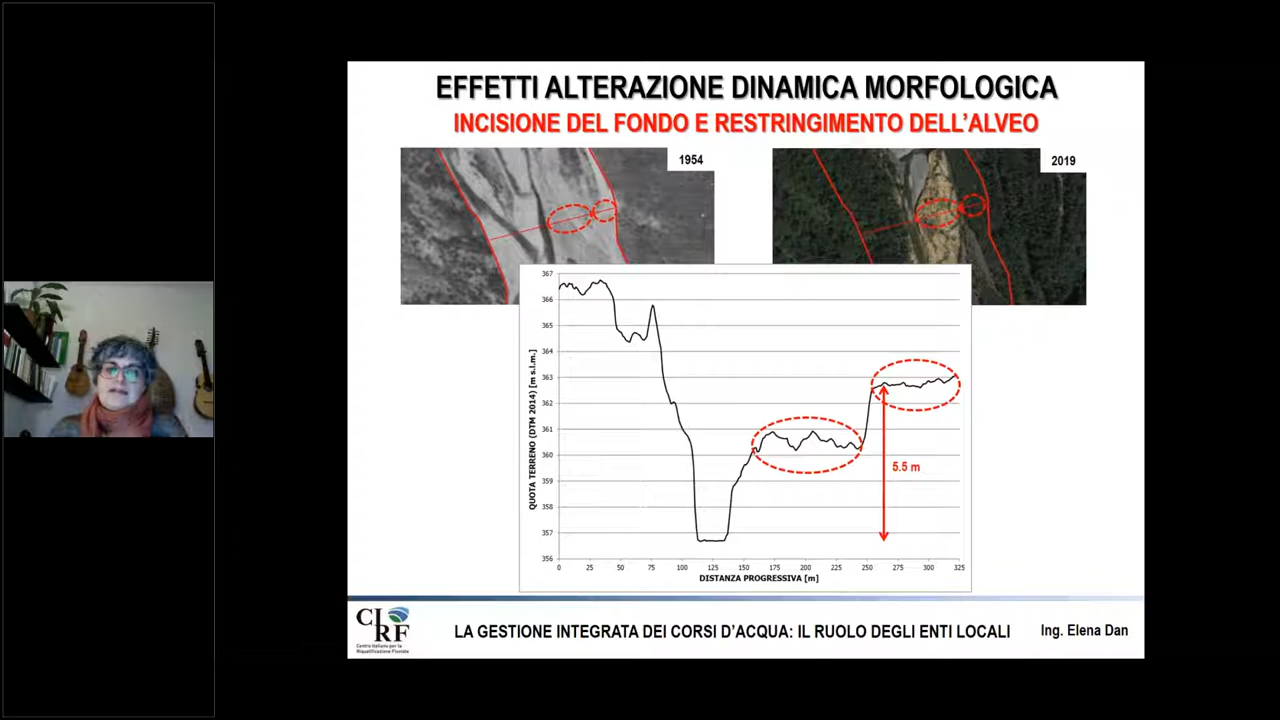 EFFETTI ALTERAZIONE DINAMICA MORFOLOGICA
INCISIONE DEL FONDO E RESTRINGIMENTO DELL'ALVEO
1954
2019
367
366
365
364
363
362
361
360
359
358
357
356
QUOTA TERRENO (DTM 2014) [m s.l.m.]
5.5 m
0 25 50 75 100 125 150 175 200 225 250 275 300 325
DISTANZA PROGRESSIVA [m]
CIRF
Centro Italiano per la
Riqualificazione Fluviale
LA GESTIONE INTEGRATA DEI CORSI D'ACQUA: IL RUOLO DEGLI ENTI LOCALI
Ing. Elena Dan